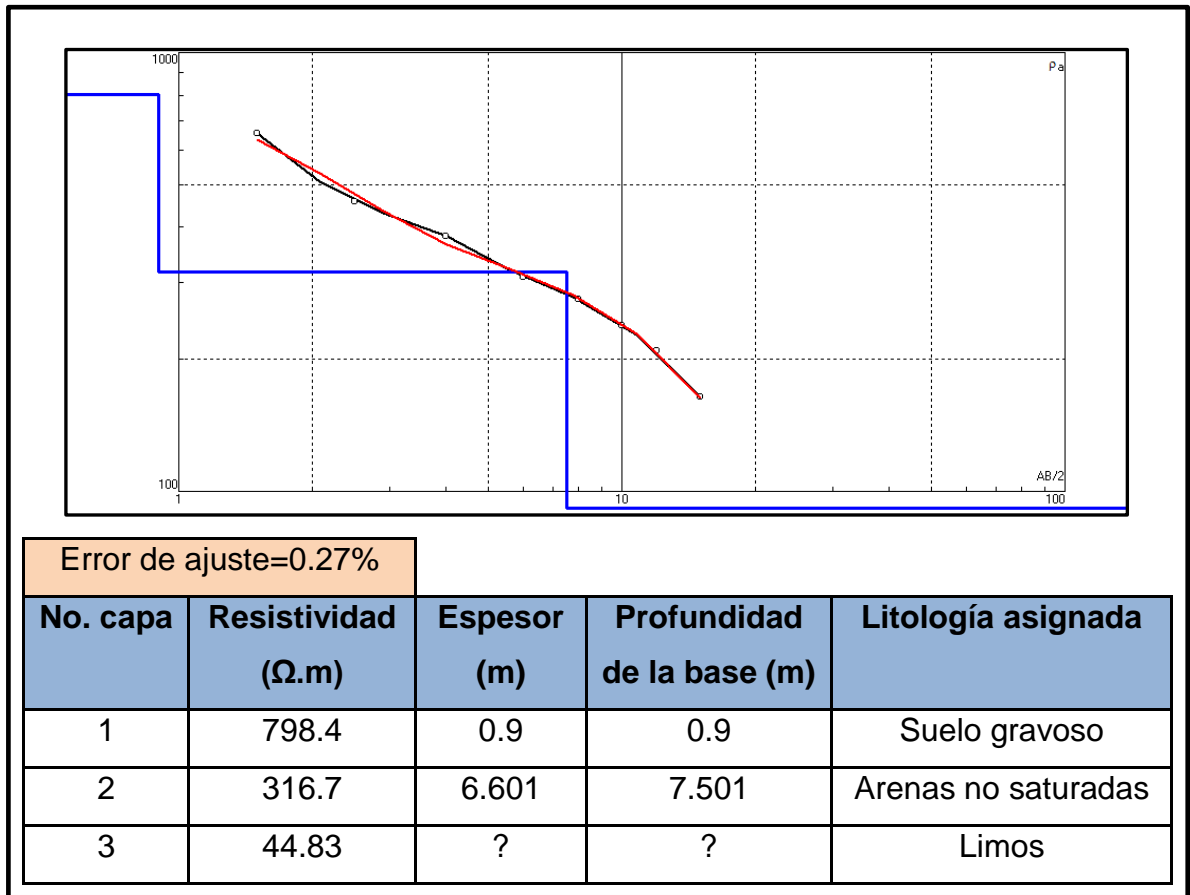 1000
ρa
100
AB/2
1
10
100
Error de ajuste=0.27%
No. capa Resistividad (Ω.m) Espesor (m) Profundidad de la base (m) Litología asignada
1 798.4 0.9 0.9 Suelo gravoso
2 316.7 6.601 7.501 Arenas no saturadas
3 44.83 ? ? Limos